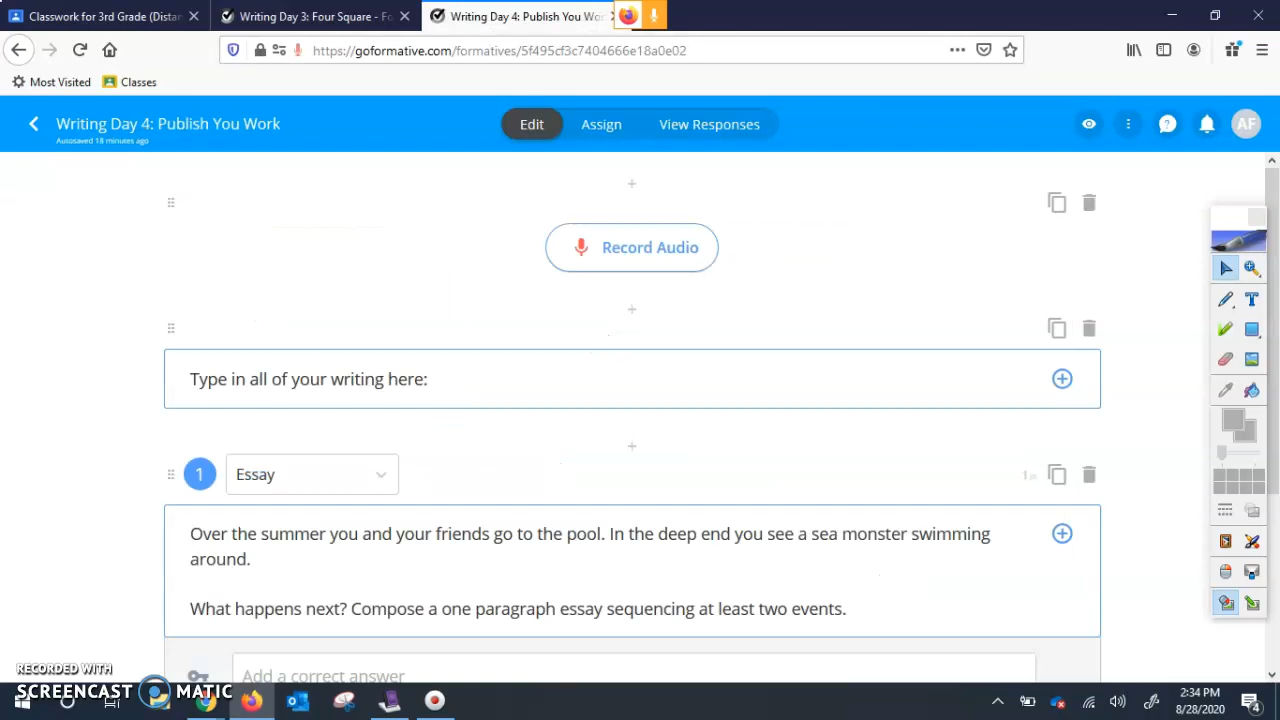 Classwork for 3rd Grade (Distan
Writing Day 3: Four Square - Fo
Writing Day 4: Publish You Wo
https://goformative.com/formatives/5f495cf3c7404666e18a0e02
Most Visited
Classes
Writing Day 4: Publish You Work
Autosaved 18 minutes ago
Edit
Assign
View Responses
AF
Record Audio
Type in all of your writing here:
1
Essay
1
Over the summer you and your friends go to the pool. In the deep end you see a sea monster swimming
around.
What happens next? Compose a one paragraph essay sequencing at least two events.
Add a correct answer
RECORDED WITH
SCREENCAST MATIC
2:34 PM
8/28/2020
4